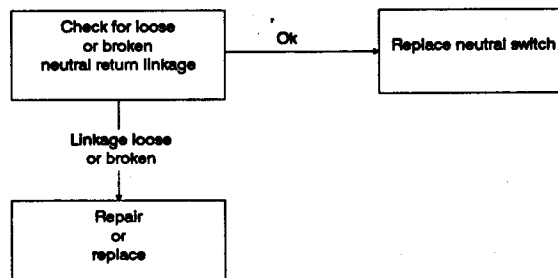 Check for loose
or broken
neutral return linkage
Ok
Replace neutral switch
Linkage loose
or broken
Repair
or
replace